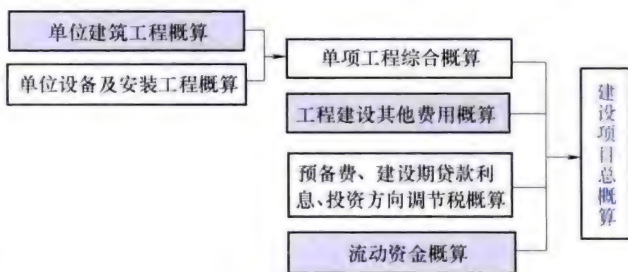 单位建筑工程概算
单位设备及安装工程概算
单项工程综合概算
工程建设其他费用概算
预备费、建设期贷款利
息、投资方向调节税概算
流动资金概算
建设项目总概算